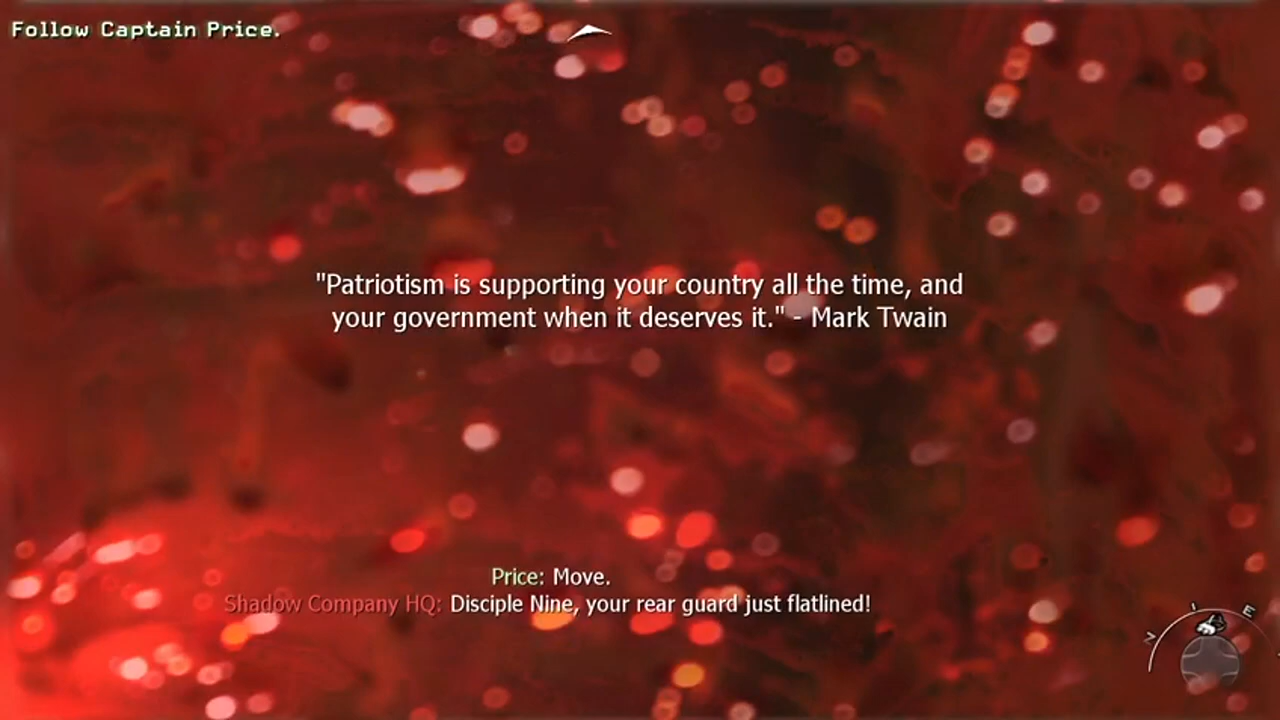 Follow Captain Price.
"Patriotism is supporting your country all the time, and
your government when it deserves it." - Mark Twain
Price: Move.
Shadow Company HQ: Disciple Nine, your rear guard just flatlined!
N
E